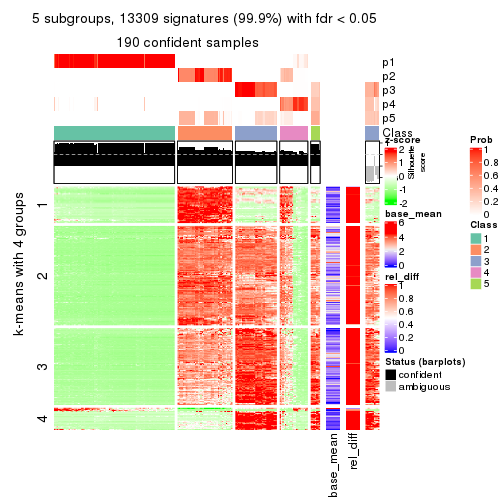 5 subgroups, 13309 signatures (99.9%) with fdr < 0.05
190 confident samples
p1
p2
p3
p4
p5
Class
Silhouette score
k-means with 4 groups
1
2
3
4
base_mean
rel_diff
z-score
2
1
0
-1
-2
base_mean
6
4
2
0
rel_diff
1
0.8
0.6
0.4
0.2
0
Status (barplots)
confident
ambiguous
Prob
1
0.8
0.6
0.4
0.2
0
Class
1
2
3
4
5